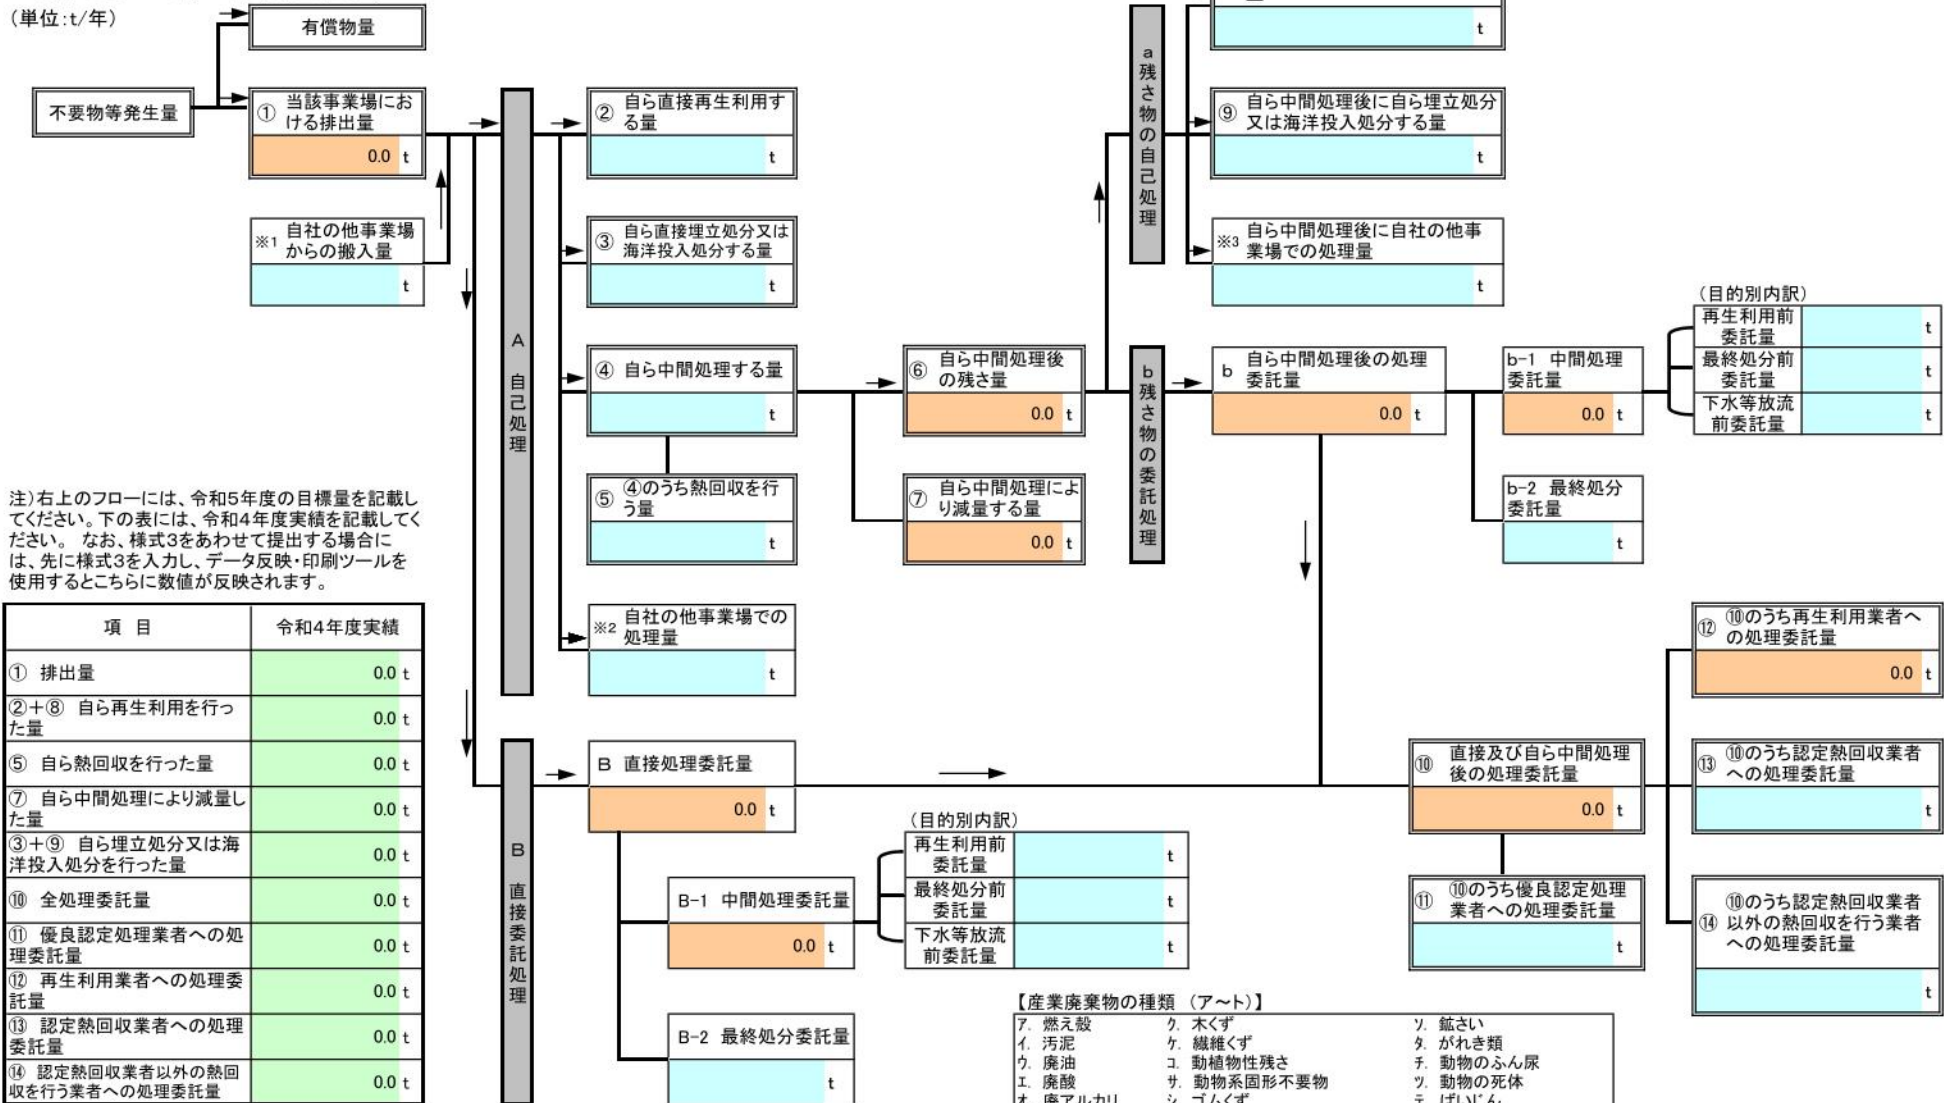 (単位:t/年)
有償物量
不要物等発生量
① 当該事業場にお
ける排出量
0.0 t
※1 自社の他事業場
からの搬入量
t
A 自己処理
② 自ら直接再生利用す
る量
t
③ 自ら直接埋立処分又は
海洋投入処分する量
t
④ 自ら中間処理する量
t
⑤ ④のうち熱回収を行
う量
t
※2 自社の他事業場での
処理量
t
⑥ 自ら中間処理後
の残さ量
0.0 t
⑦ 自ら中間処理によ
り減量する量
0.0 t
a 残さ物の自己処理
t
⑨ 自ら中間処理後に自ら埋立処分
又は海洋投入処分する量
t
※3 自ら中間処理後に自社の他事
業場での処理量
t
b 残さ物の委託処理
b 自ら中間処理後の処理
委託量
0.0 t
b-1 中間処理
委託量
0.0 t
b-2 最終処分
委託量
t
(目的別内訳)
再生利用前
委託量
t
最終処分前
委託量
t
下水等放流
前委託量
t
注)右上のフローには、令和5年度の目標量を記載し
てください。下の表には、令和4年度実績を記載してく
ださい。 なお、様式3をあわせて提出する場合に
は、先に様式3を入力し、データ反映・印刷ツールを
使用するとこちらに数値が反映されます。
項 目 令和4年度実績
① 排出量 0.0 t
②+⑧ 自ら再生利用を行っ
た量 0.0 t
⑤ 自ら熱回収を行った量 0.0 t
⑦ 自ら中間処理により減量し
た量 0.0 t
③+⑨ 自ら埋立処分又は海
洋投入処分を行った量 0.0 t
⑩ 全処理委託量 0.0 t
⑪ 優良認定処理業者への処
理委託量 0.0 t
⑫ 再生利用業者への処理委
託量 0.0 t
⑬ 認定熱回収業者への処理
委託量 0.0 t
⑭ 認定熱回収業者以外の熱回
収を行う業者への処理委託量 0.0 t
B 直接委託処理
B 直接処理委託量
0.0 t
B-1 中間処理委託量
0.0 t
B-2 最終処分委託量
t
(目的別内訳)
再生利用前
委託量
t
最終処分前
委託量
t
下水等放流
前委託量
t
⑩ 直接及び自ら中間処理
後の処理委託量
0.0 t
⑪ ⑩のうち優良認定処理
業者への処理委託量
t
⑫ ⑩のうち再生利用業者へ
の処理委託量
0.0 t
⑬ ⑩のうち認定熱回収業者
への処理委託量
t
⑭ ⑩のうち認定熱回収業者
以外の熱回収を行う業者
への処理委託量
t
【産業廃棄物の種類 (ア~ト)】
ア. 燃え殻 ク. 木くず ソ. 鉱さい
イ. 汚泥 ケ. 繊維くず タ. がれき類
ウ. 廃油 コ. 動植物性残さ チ. 動物のふん尿
エ. 廃酸 サ. 動物系固形不要物 ツ. 動物の死体
オ. 廃アルカリ シ. ゴムくず テ. ばいじん